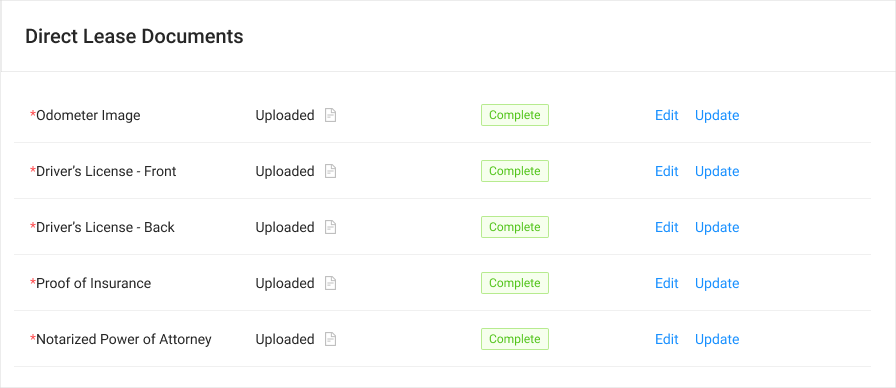 Direct Lease Documents
*Odometer Image Uploaded Complete Edit Update
*Driver’s License - Front Uploaded Complete Edit Update
*Driver’s License - Back Uploaded Complete Edit Update
*Proof of Insurance Uploaded Complete Edit Update
*Notarized Power of Attorney Uploaded Complete Edit Update